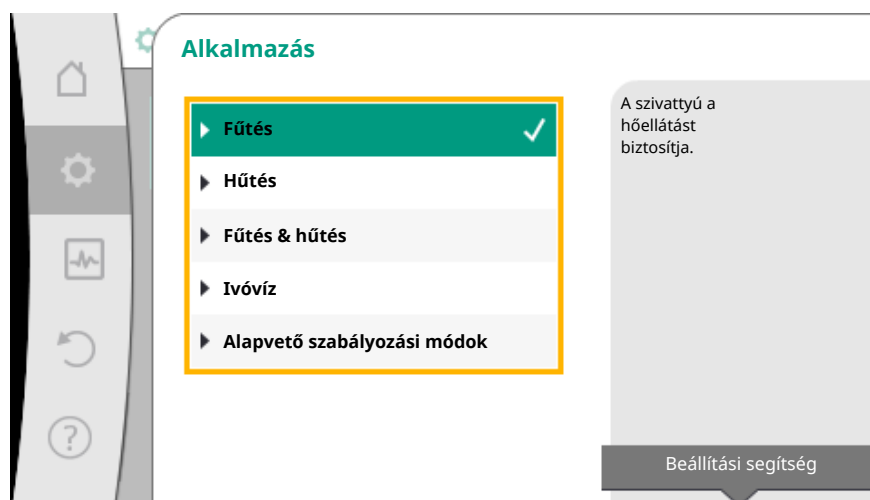 Alkalmazás
Fűtés
Hűtés
Fűtés & hűtés
Ivóvíz
Alapvető szabályozási módok
A szivattyú a
hőellátást
biztosítja.
Beállítási segítség
?